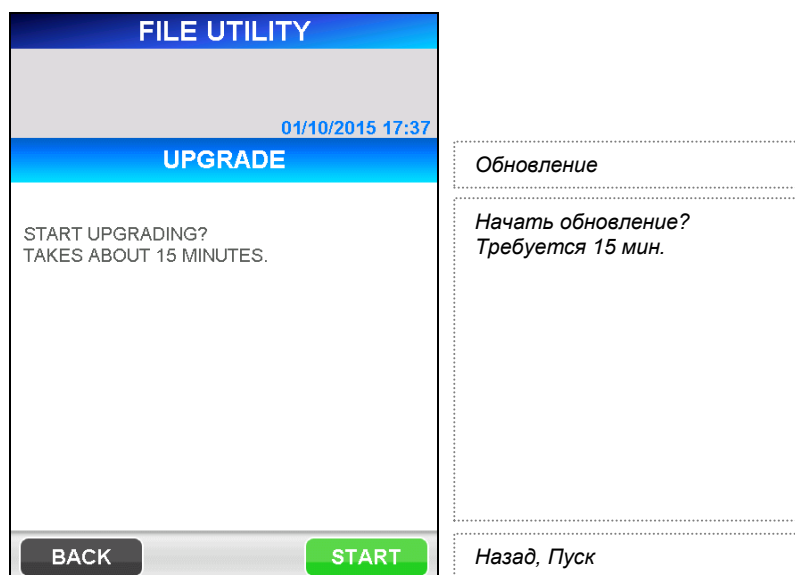 FILE UTILITY
01/10/2015 17:37
UPGRADE
Обновление
START UPGRADING?
TAKES ABOUT 15 MINUTES.
Начать обновление?
Требуется 15 мин.
BACK
START
Назад, Пуск